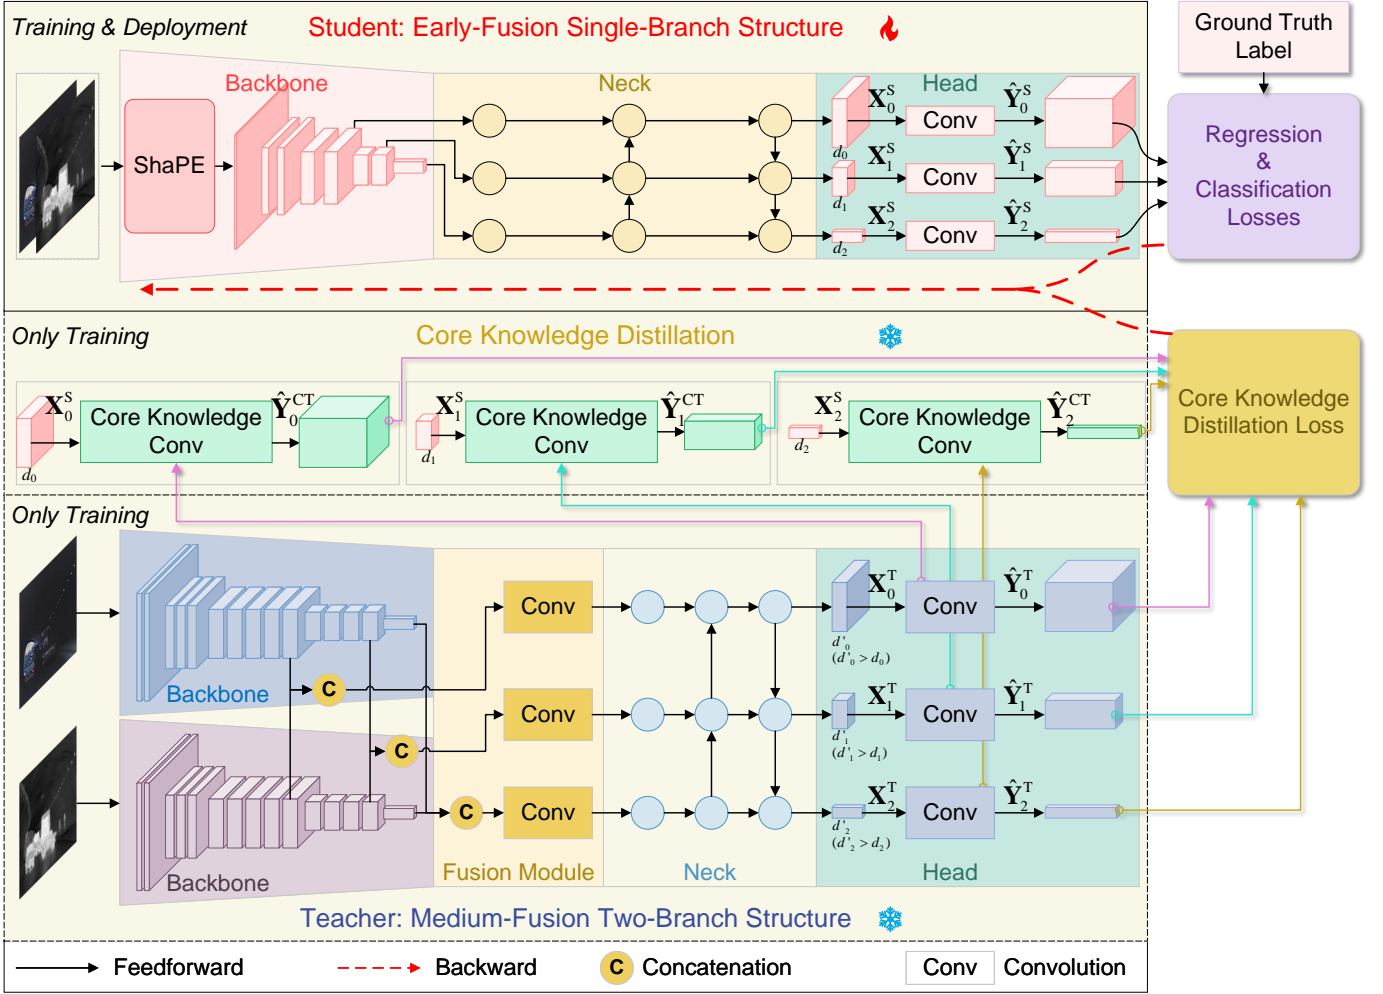 Training & Deployment
Student: Early-Fusion Single-Branch Structure
Ground Truth
Label
Backbone
Neck
Head
ShaPE
X₀ˢ
Conv
Ŷ₀ˢ
d₀
X₁ˢ
Conv
Ŷ₁ˢ
d₁
X₂ˢ
Conv
Ŷ₂ˢ
d₂
Regression
&
Classification
Losses
Only Training
Core Knowledge Distillation
X₀ˢ
Core Knowledge
Conv
Ŷ₀ᶜᵀ
d₀
X₁ˢ
Core Knowledge
Conv
Ŷ₁ᶜᵀ
d₁
X₂ˢ
Core Knowledge
Conv
Ŷ₂ᶜᵀ
d₂
Core Knowledge
Distillation Loss
Only Training
Backbone
Backbone
C
C
C
Conv
Conv
Conv
Fusion Module
Neck
X₀ᵀ
Conv
Ŷ₀ᵀ
d'₀
(d'₀ > d₀)
X₁ᵀ
Conv
Ŷ₁ᵀ
d'₁
(d'₁ > d₁)
X₂ᵀ
Conv
Ŷ₂ᵀ
d'₂
(d'₂ > d₂)
Head
Teacher: Medium-Fusion Two-Branch Structure
Feedforward
Backward
C Concatenation
Conv Convolution